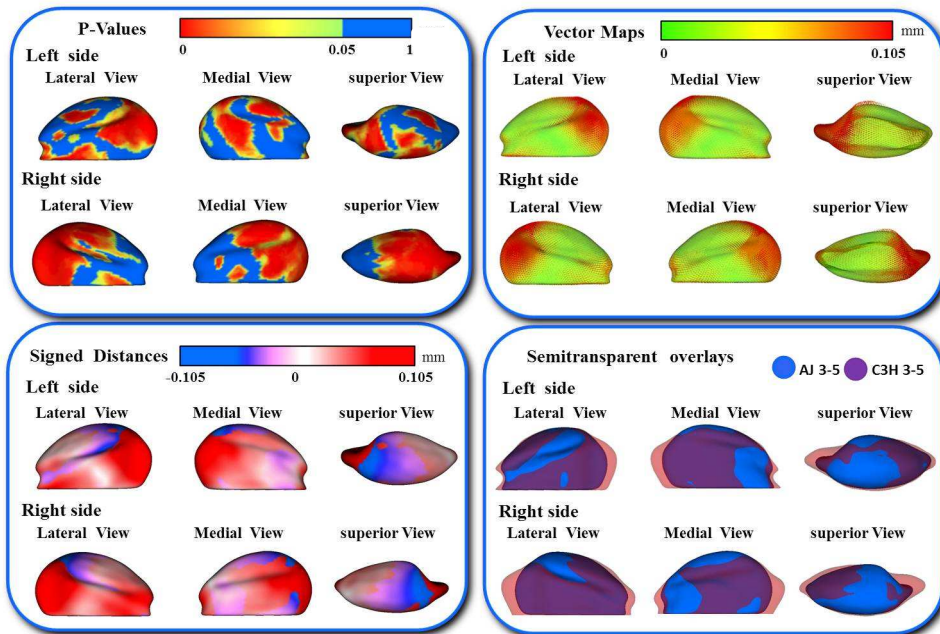 P-Values
0 0.05 1
Left side
Lateral View Medial View superior View
Right side
Lateral View Medial View superior View
Vector Maps
mm
0 0.105
Left side
Lateral View Medial View superior View
Right side
Lateral View Medial View superior View
Signed Distances
mm
-0.105 0 0.105
Left side
Lateral View Medial View superior View
Right side
Lateral View Medial View superior View
Semitransparent overlays
AJ 3-5 C3H 3-5
Left side
Lateral View Medial View superior View
Right side
Lateral View Medial View superior View